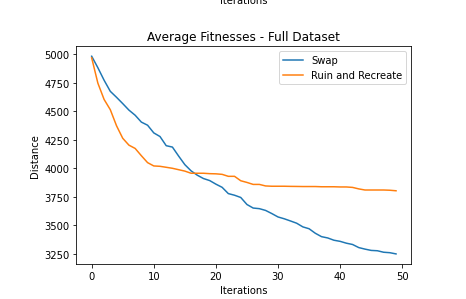 Iterations
Average Fitnesses - Full Dataset
Swap
Ruin and Recreate
5000
4750
4500
4250
4000
3750
3500
3250
Distance
0 10 20 30 40 50
Iterations